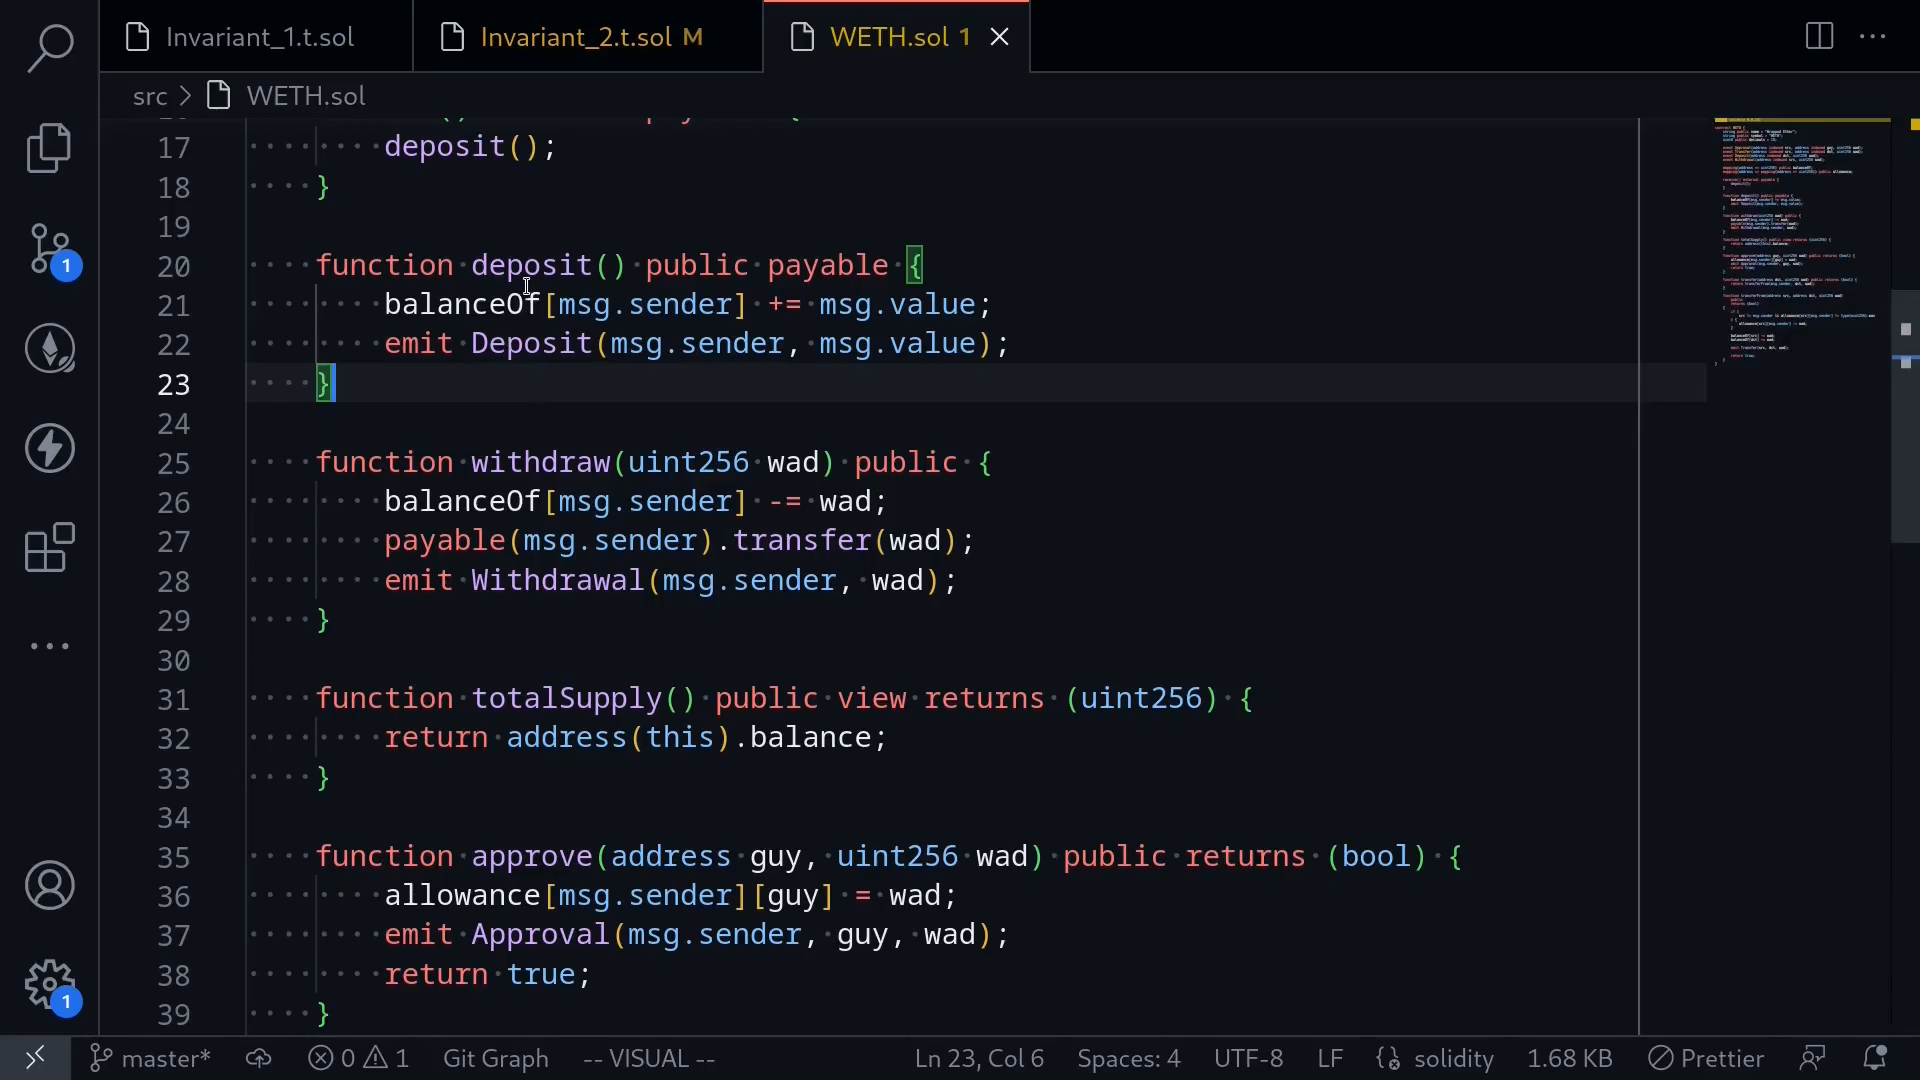 Invariant_1.t.sol
Invariant_2.t.sol M
WETH.sol 1
src > WETH.sol
17 deposit();
18 }
19
20 function deposit() public payable {
21 balanceOf[msg.sender] += msg.value;
22 emit Deposit(msg.sender, msg.value);
23 }
24
25 function withdraw(uint256 wad) public {
26 balanceOf[msg.sender] -= wad;
27 payable(msg.sender).transfer(wad);
28 emit Withdrawal(msg.sender, wad);
29 }
30
31 function totalSupply() public view returns (uint256) {
32 return address(this).balance;
33 }
34
35 function approve(address guy, uint256 wad) public returns (bool) {
36 allowance[msg.sender][guy] = wad;
37 emit Approval(msg.sender, guy, wad);
38 return true;
39 }
1
1
master* 0 1 Git Graph -- VISUAL -- Ln 23, Col 6 Spaces: 4 UTF-8 LF solidity 1.68 KB Prettier